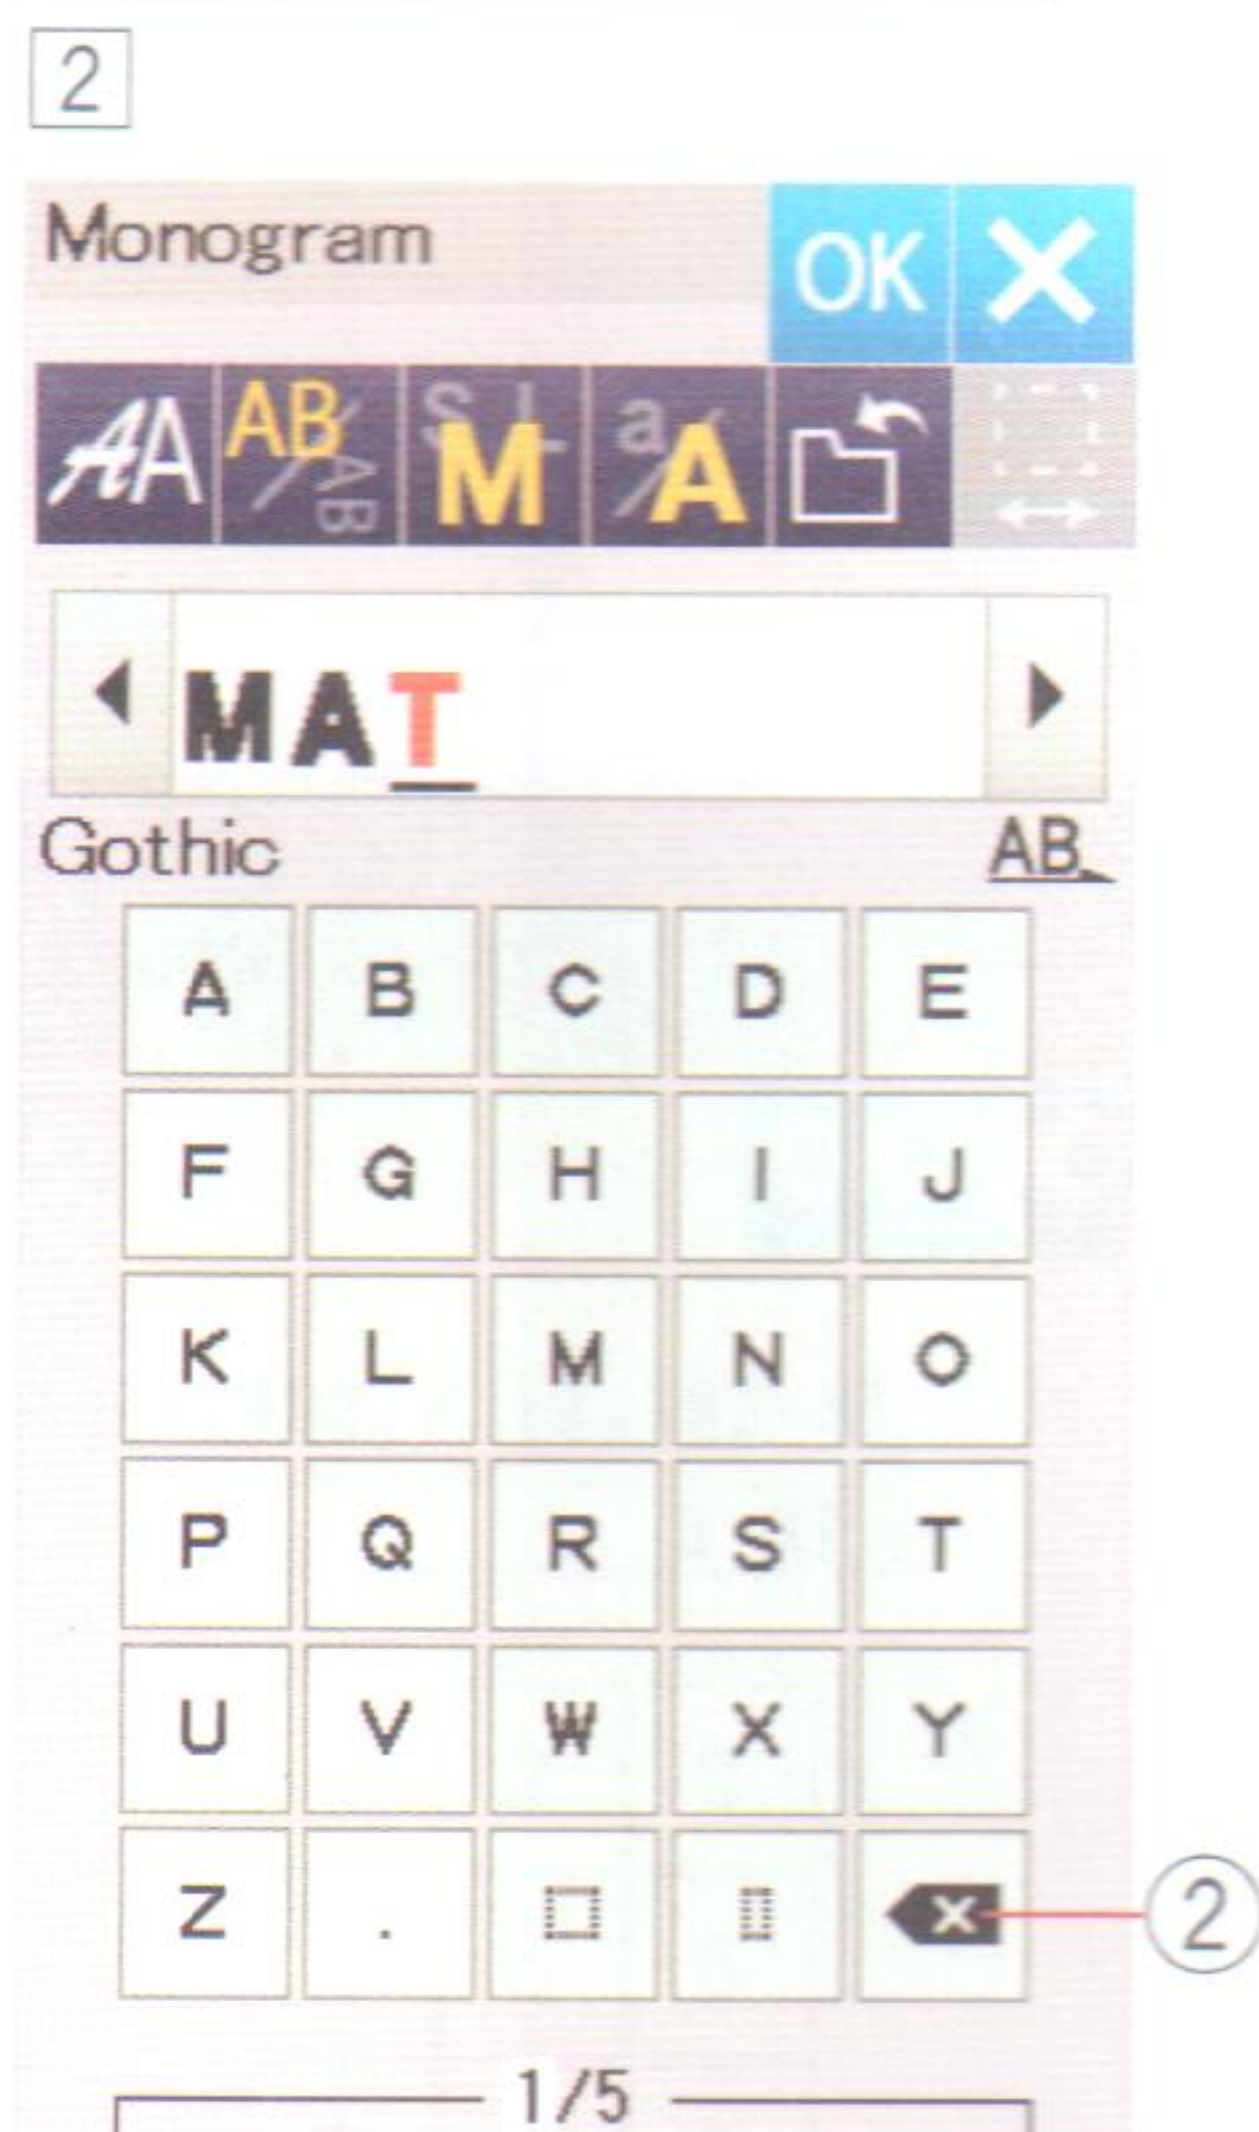 2
Monogram OK
AA AB AB S M L a A
MAT
Gothic AB
A B C D E
F G H I J
K L M N O
P Q R S T
U V W X Y
Z .
2
1/5